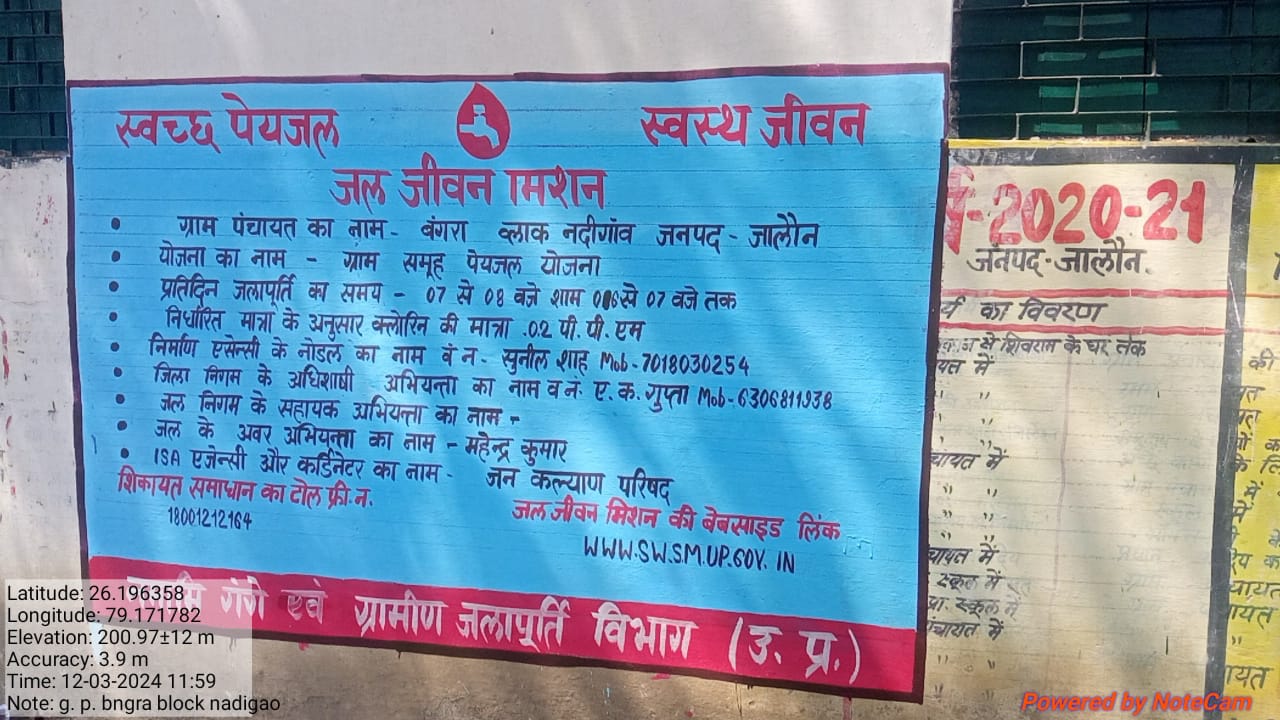 स्वच्छ पेयजल
स्वस्थ जीवन
जल जीवन मिशन
• ग्राम पंचायत का नाम - बंगरा ब्लाक नदीगाँव जनपद - जालौन
• योजना का नाम - ग्राम समूह पेयजल योजना
• प्रतिदिन जलापूर्ति का समय - 07 से 08 बजे शाम 006 से 07 बजे तक
• निर्धारित मात्रा के अनुसार क्लोरिन की मात्रा .02 पी.पी.एम
• निर्माण एसेन्सी के नोडल का नाम वं न - सुनील शाह Mob-7018030254
• जिला निगम के अधिशाषी अभियन्ता का नाम व नं. ए.क.गुप्ता Mob-6306811938
• जल निगम के सहायक अभियन्ता का नाम -
• जल के अवर अभियन्ता का नाम - महेन्द्र कुमार
• ISA एजेन्सी और कर्डिनेटर का नाम - जन कल्याण परिषद
शिकायत समाधान का टोल फ्री.न.
18001212164
जल जीवन मिशन की बेबसाइड लिंक
WWW.SW.S.M.UP.GOV.IN
गंगे एवं ग्रामीण जलापूर्ति विभाग (उ. प्र.)
-2020-21
जनपद-जालौन.
का विवरण
से शिवराम के घर तक
में
" "
" "
" "
में
" "
" "
" "
में
स्कूल में
प्रा. स्कूल में
में
" "
की
में
Latitude: 26.196358
Longitude: 79.171782
Elevation: 200.97±12 m
Accuracy: 3.9 m
Time: 12-03-2024 11:59
Note: g. p. bngra block nadigao
Powered by NoteCam